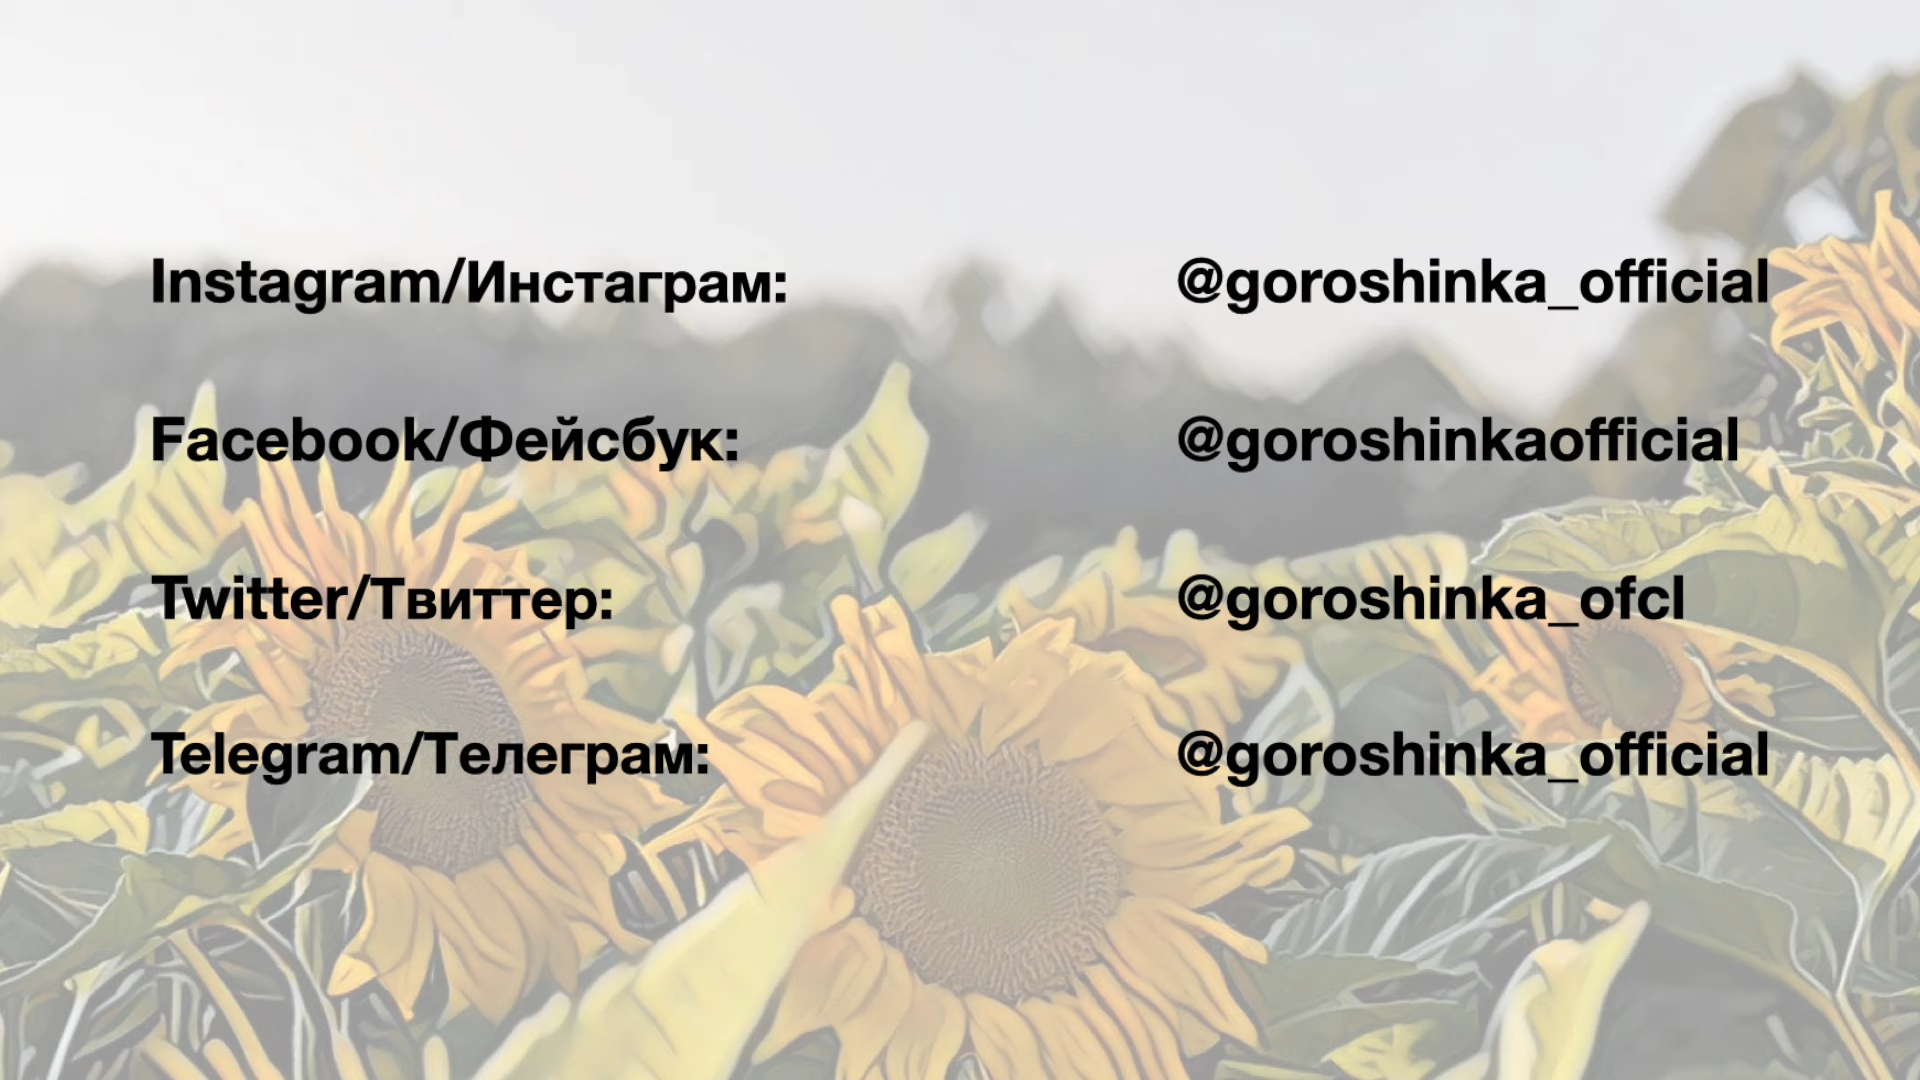 Instagram/Инстаграм: @goroshinka_official
Facebook/Фейсбук: @goroshinkaofficial
Twitter/Твиттер: @goroshinka_ofcl
Telegram/Телеграм: @goroshinka_official